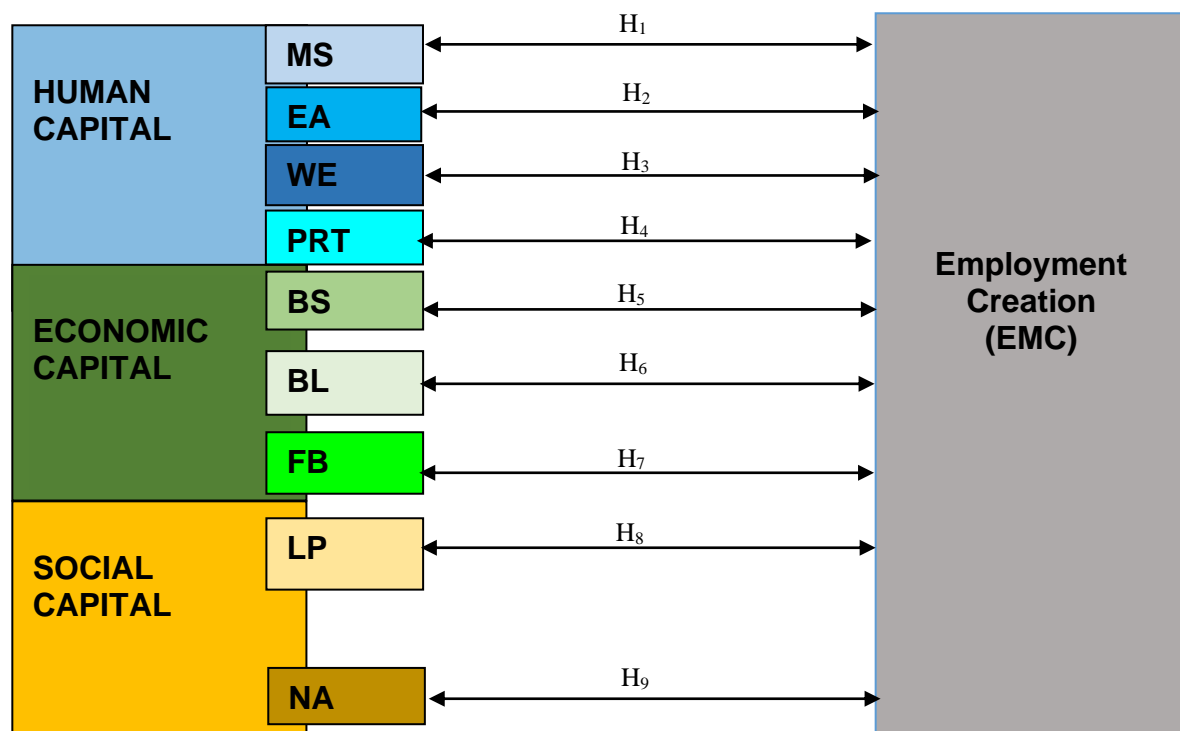 HUMAN
CAPITAL
MS
H₁
EA
H₂
WE
H₃
PRT
H₄
ECONOMIC
CAPITAL
BS
H₅
BL
H₆
FB
H₇
SOCIAL
CAPITAL
LP
H₈
NA
H₉
Employment
Creation
(EMC)